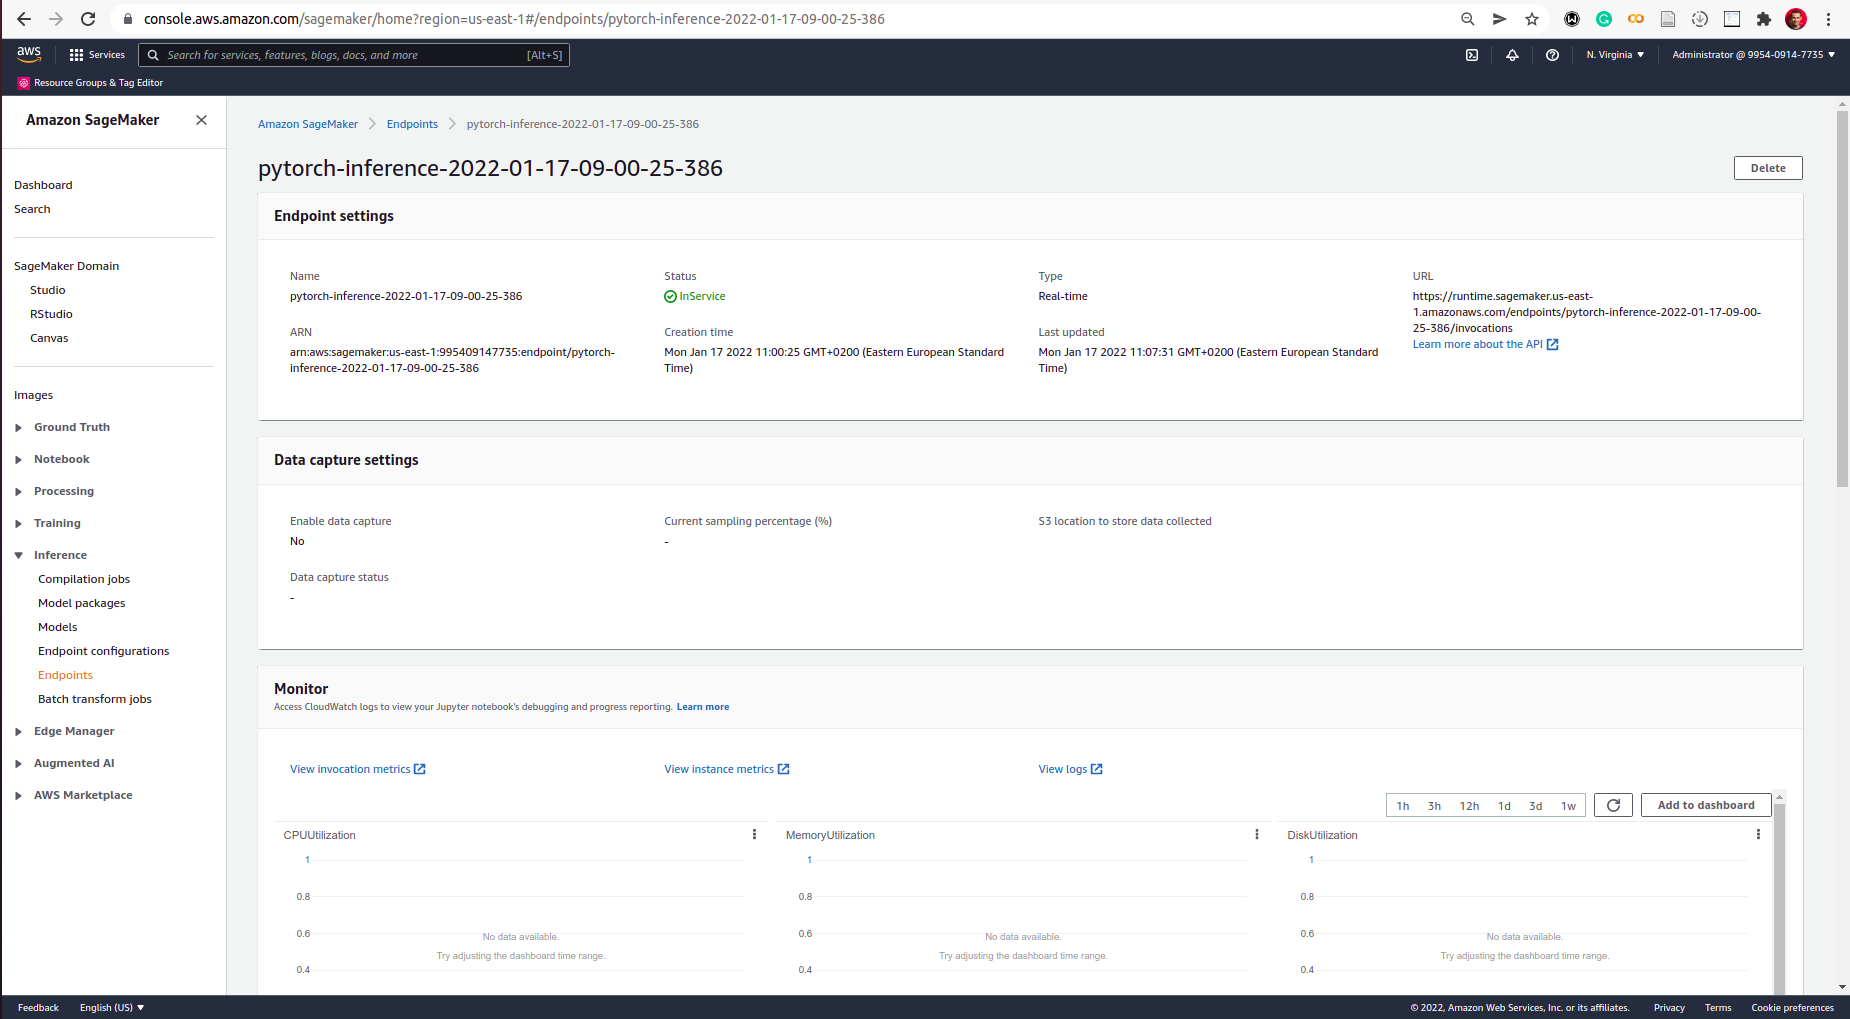 console.aws.amazon.com/sagemaker/home?region=us-east-1#/endpoints/pytorch-inference-2022-01-17-09-00-25-386
aws
Services
Search for services, features, blogs, docs, and more
[Alt+S]
N. Virginia
Administrator @ 9954-0914-7735
Resource Groups & Tag Editor
Amazon SageMaker
Dashboard
Search
SageMaker Domain
Studio
RStudio
Canvas
Images
Ground Truth
Notebook
Processing
Training
Inference
Compilation jobs
Model packages
Models
Endpoint configurations
Endpoints
Batch transform jobs
Edge Manager
Augmented AI
AWS Marketplace
Amazon SageMaker
Endpoints
pytorch-inference-2022-01-17-09-00-25-386
pytorch-inference-2022-01-17-09-00-25-386
Delete
Endpoint settings
Name
pytorch-inference-2022-01-17-09-00-25-386
Status
InService
Type
Real-time
URL
https://runtime.sagemaker.us-east-
1.amazonaws.com/endpoints/pytorch-inference-2022-01-17-09-00-
25-386/invocations
Learn more about the API
ARN
arn:aws:sagemaker:us-east-1:995409147735:endpoint/pytorch-
inference-2022-01-17-09-00-25-386
Creation time
Mon Jan 17 2022 11:00:25 GMT+0200 (Eastern European Standard
Time)
Last updated
Mon Jan 17 2022 11:07:31 GMT+0200 (Eastern European Standard
Time)
Data capture settings
Enable data capture
No
Current sampling percentage (%)
-
S3 location to store data collected
Data capture status
-
Monitor
Access CloudWatch logs to view your Jupyter notebook's debugging and progress reporting. Learn more
View invocation metrics
View instance metrics
View logs
1h 3h 12h 1d 3d 1w
Add to dashboard
CPUUtilization
1
0.8
0.6
No data available.
Try adjusting the dashboard time range.
0.4
MemoryUtilization
1
0.8
0.6
No data available.
Try adjusting the dashboard time range.
0.4
DiskUtilization
1
0.8
0.6
No data available.
Try adjusting the dashboard time range.
0.4
Feedback
English (US)
© 2022, Amazon Web Services, Inc. or its affiliates.
Privacy
Terms
Cookie preferences